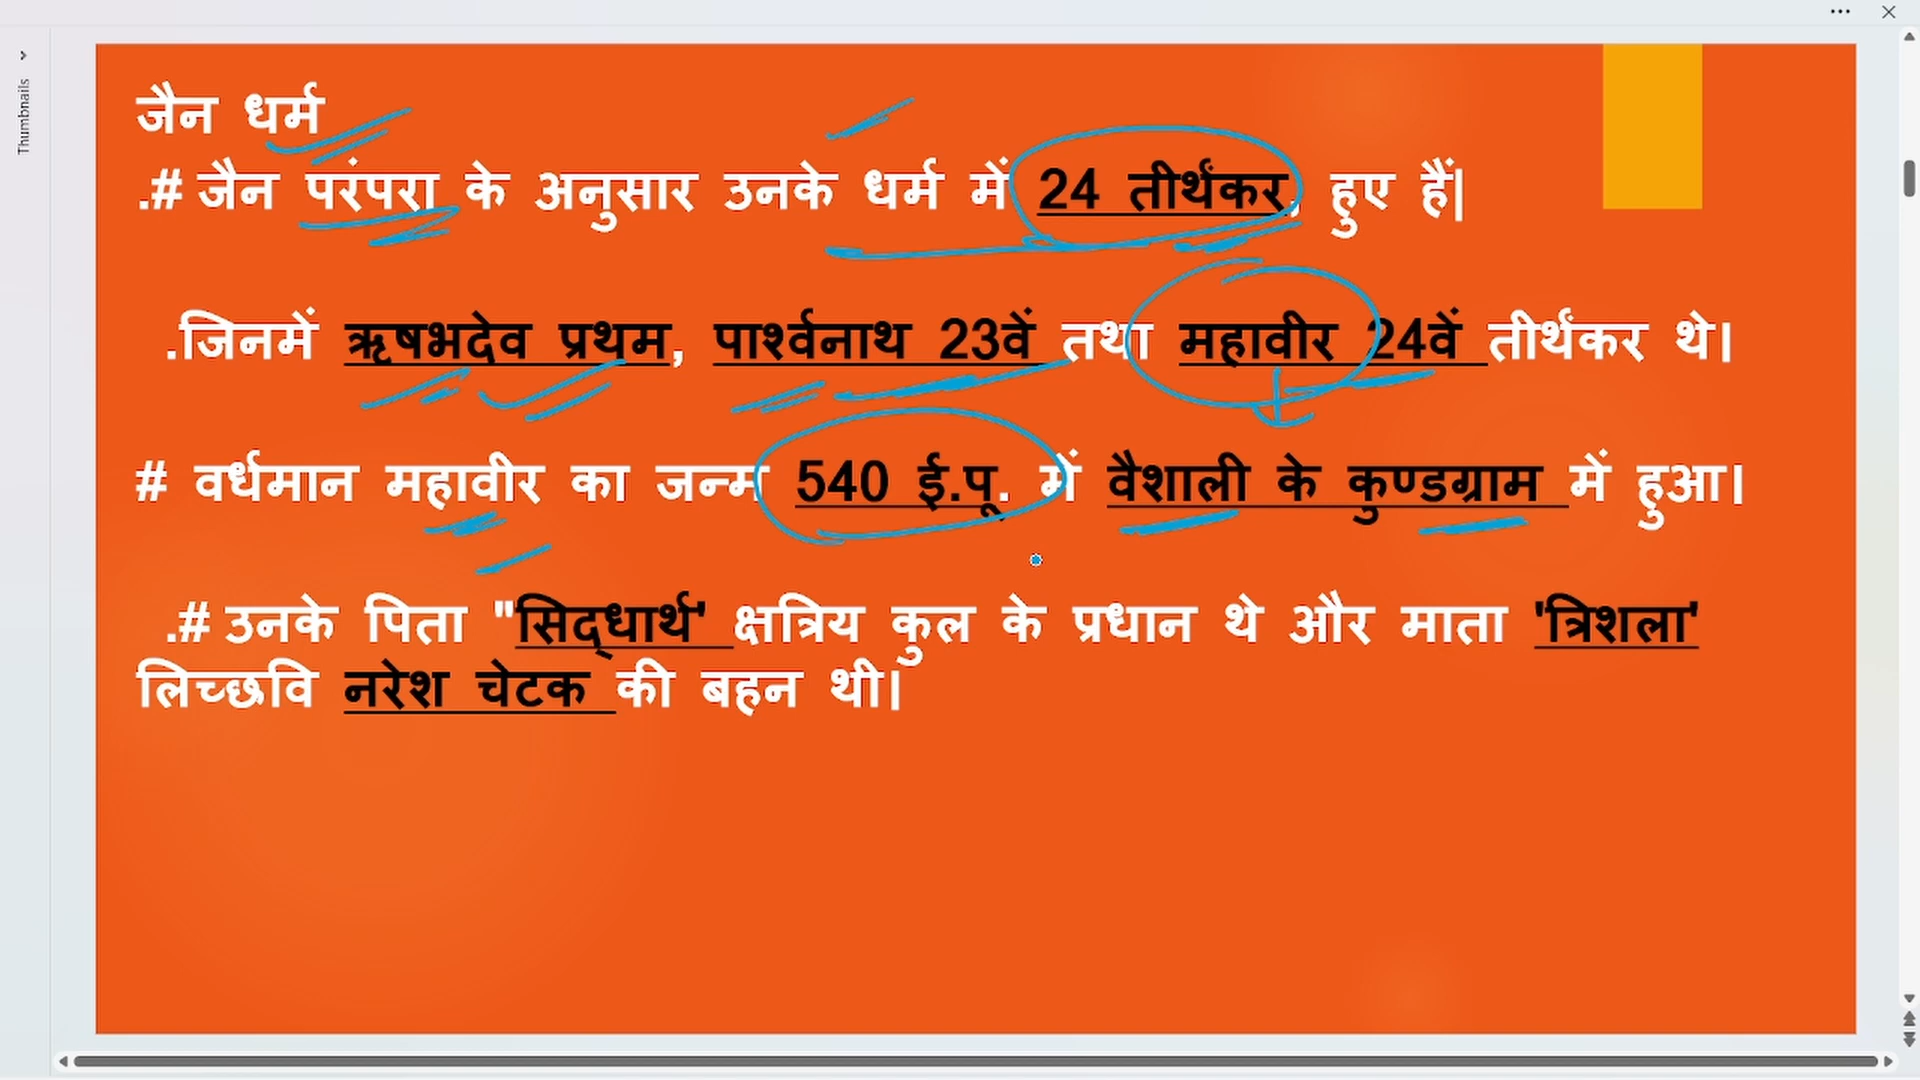 Thumbnails
जैन धर्म
.# जैन परंपरा के अनुसार उनके धर्म में 24 तीर्थंकर, हुए हैं|
.जिनमें ऋषभदेव प्रथम, पार्श्वनाथ 23वें तथा महावीर 24वें तीर्थंकर थे।
# वर्धमान महावीर का जन्म 540 ई.पू. में वैशाली के कुण्डग्राम में हुआ।
.# उनके पिता "सिद्धार्थ' क्षत्रिय कुल के प्रधान थे और माता 'त्रिशला'
लिच्छवि नरेश चेटक की बहन थी।